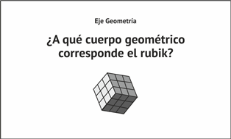 Eje Geometría
¿A qué cuerpo geométrico
corresponde el rubik?